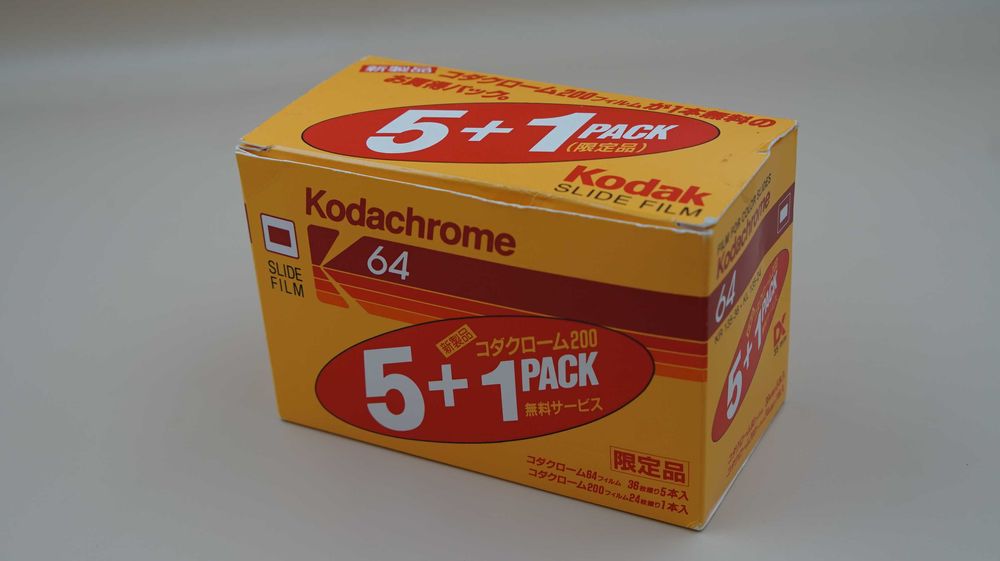 新製品 コダクローム200フィルムが1本無料の
お買得パック。
5+1 PACK
(限定品)
Kodak
SLIDE FILM
Kodachrome
64
SLIDE
FILM
新製品 コダクローム200
5+1 PACK
無料サービス
限定品
コダクローム64フィルム 36枚撮り5本入
コダクローム200フィルム24枚撮り1本入
FILM FOR COLOR SLIDES
Kodachrome
64
5+1 PACK
DX